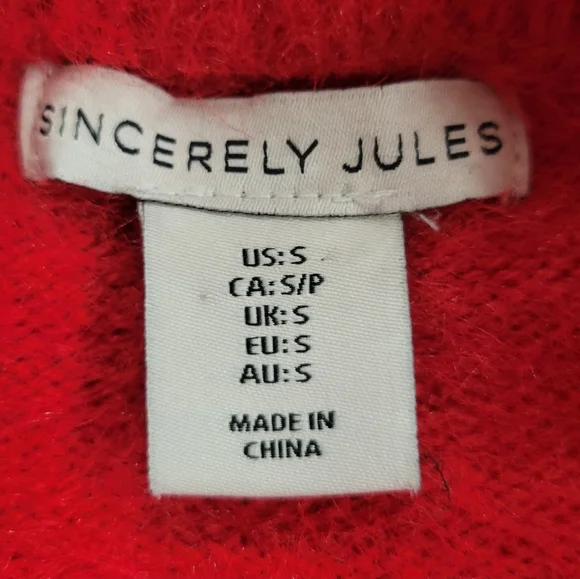 SINCERELY JULES
US:S
CA:S/P
UK:S
EU:S
AU:S
MADE IN
CHINA